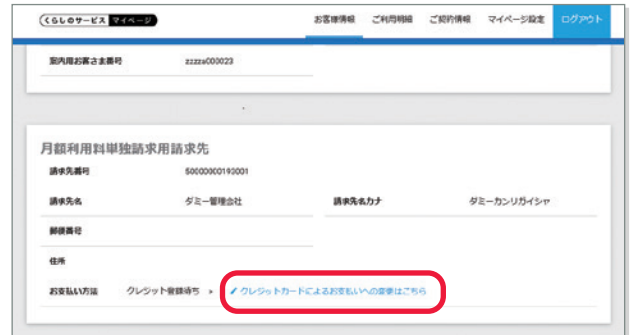 くらしのサービス マイページ
お客様情報 ご利用明細 ご契約情報 マイページ設定 ログアウト
案内用お客さま番号 zzzza000023
月額利用料単独請求用請求先
請求先番号 50000000193001
請求先名 ダミー管理会社 請求先名カナ ダミーカンリガイシャ
郵便番号
住所
お支払い方法 クレジット登録待ち ▸ クレジットカードによるお支払いへの変更はこちら